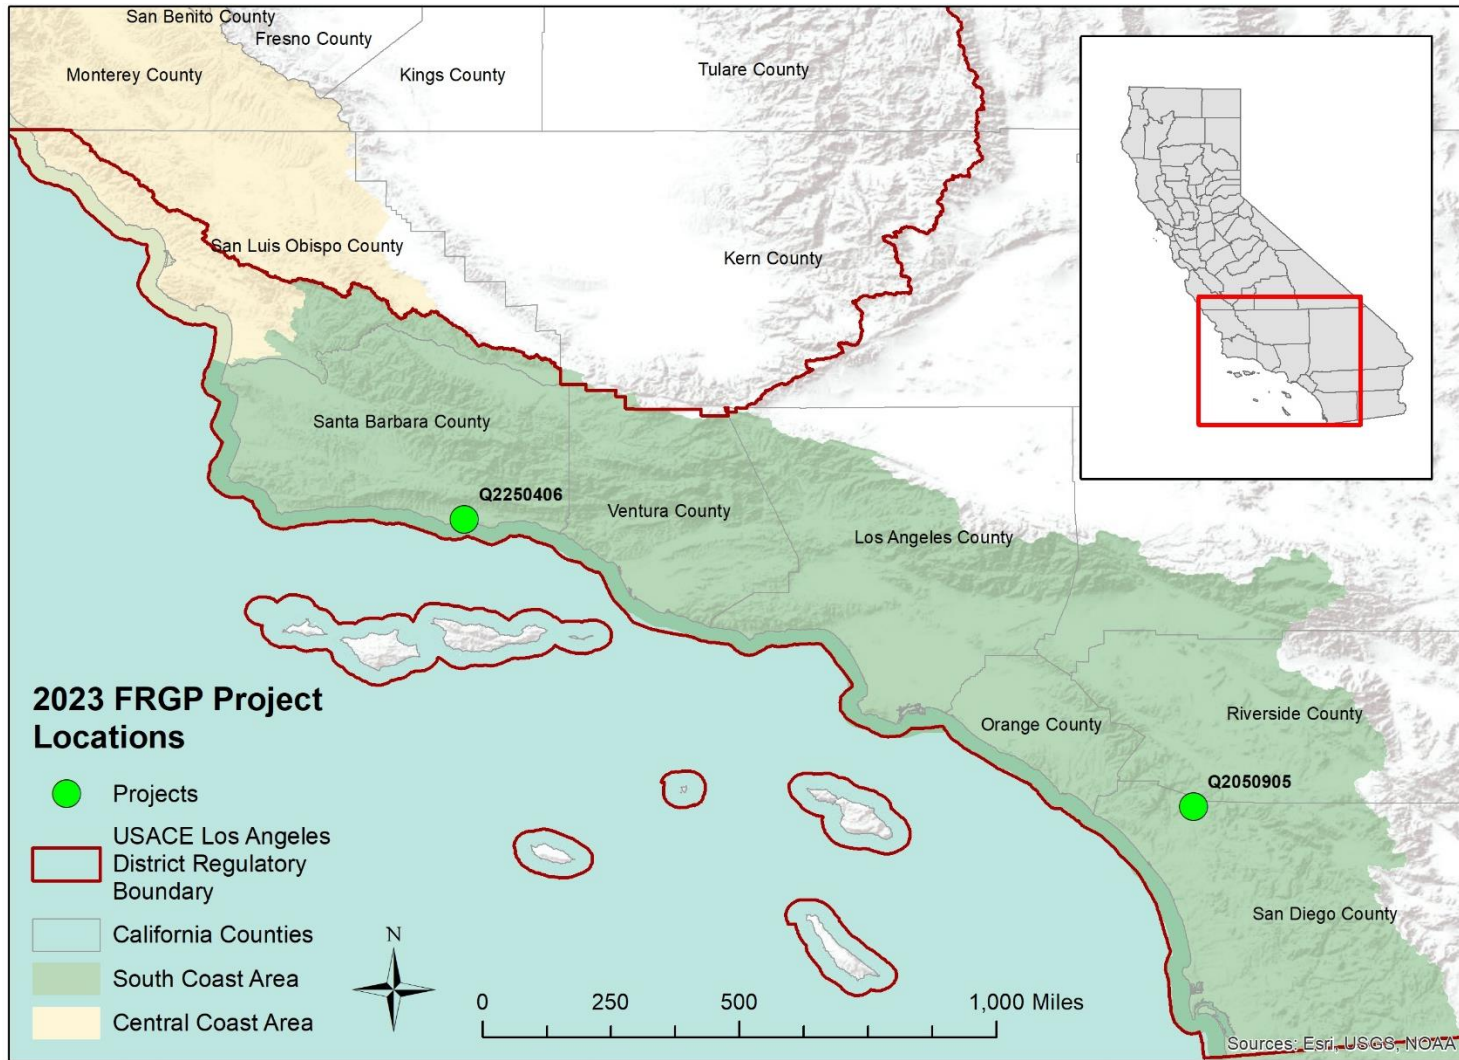 San Benito County
Fresno County
Monterey County
Kings County
Tulare County
San Luis Obispo County
Kern County
Santa Barbara County
Q2250406
Ventura County
Los Angeles County
Orange County
Riverside County
Q2050905
San Diego County
2023 FRGP Project
Locations
Projects
USACE Los Angeles
District Regulatory
Boundary
California Counties
South Coast Area
Central Coast Area
N
0 250 500 1,000 Miles
Sources: Esri, USGS, NOAA